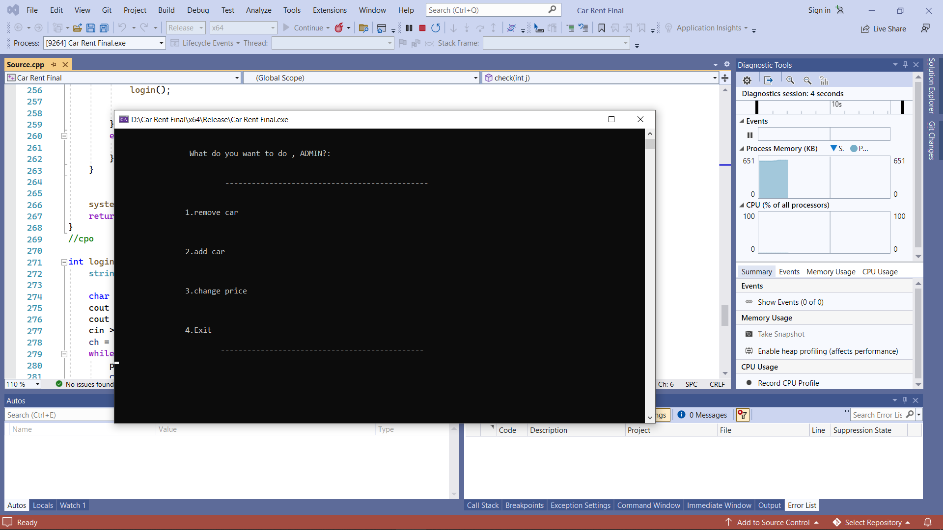 File Edit View Git Project Build Debug Test Analyze Tools Extensions Window Help Search (Ctrl+Q) Car Rent Final Sign in
Release x64 Continue Application Insights Live Share
Process: [9264] Car Rent Final.exe Lifecycle Events Thread: Stack Frame:
Source.cpp
Car Rent Final (Global Scope) check(int j)
256 login();
257
258
259 }
260 e
261
262 }
263 }
264
265
266 syste
267 retur
268 }
269 //cpo
270
271 int login
272 strin
273
274 char
275 cout
276 cout
277 cin >
278 ch =
279 while
280 p
281
110 % No issues found Ch: 6 SPC CRLF
D:\Car Rent Final\x64\Release\Car Rent Final.exe
What do you want to do , ADMIN?:
--------------------------------------------
1.remove car
2.add car
3.change price
4.Exit
--------------------------------------------
Diagnostic Tools
Diagnostics session: 4 seconds
10s
Events
Process Memory (KB) S. P...
651 651
0 0
CPU (% of all processors)
100 100
0 0
Summary Events Memory Usage CPU Usage
Events
Show Events (0 of 0)
Memory Usage
Take Snapshot
Enable heap profiling (affects performance)
CPU Usage
Record CPU Profile
Solution Explorer
Git Changes
Autos
Search (Ctrl+E)
Name Value Type
Autos Locals Watch 1
ngs 0 Messages Search Error Lis
Code Description Project File Line Suppression State
Call Stack Breakpoints Exception Settings Command Window Immediate Window Output Error List
Ready Add to Source Control Select Repository